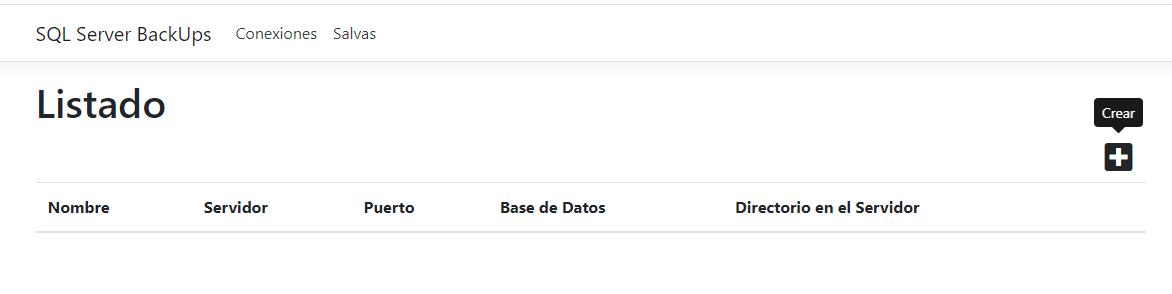 SQL Server BackUps Conexiones Salvas
Listado
Crear
Nombre Servidor Puerto Base de Datos Directorio en el Servidor